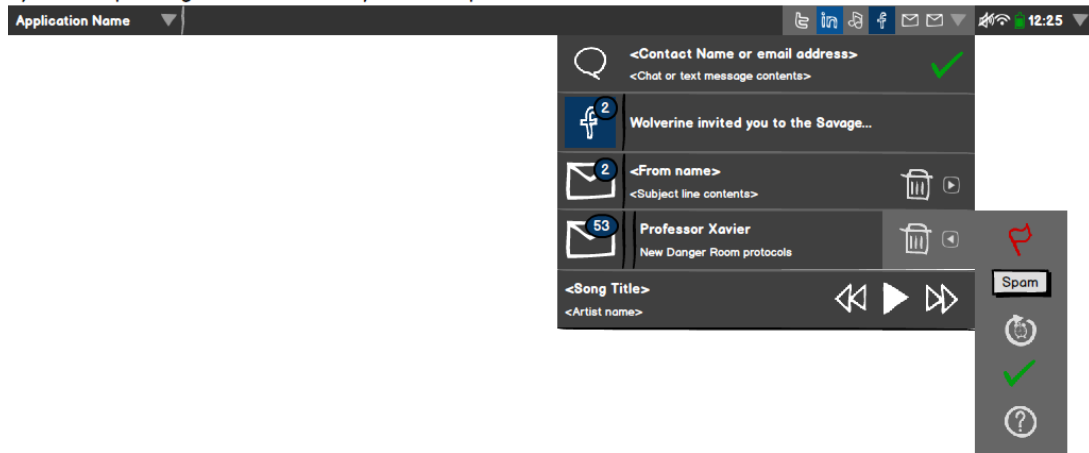 Application Name
in f 12:25
<Contact Name or email address>
<Chat or text message contents>
2
f
Wolverine invited you to the Savage...
2
<From name>
<Subject line contents>
53
Professor Xavier
New Danger Room protocols
Spam
<Song Title>
<Artist name>
?